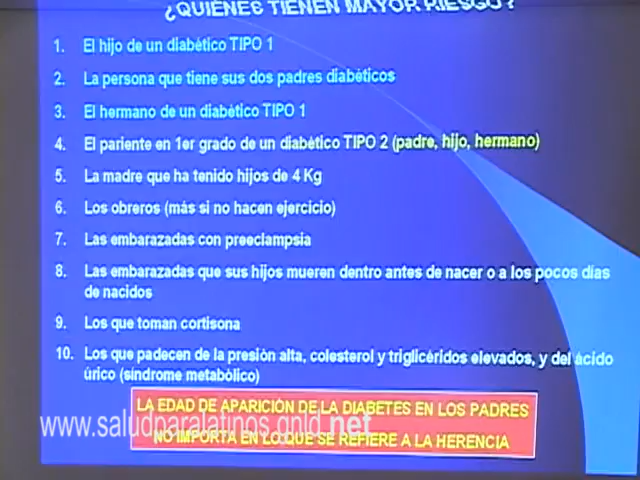 ¿QUIÉNES TIENEN MAYOR RIESGO?
1. El hijo de un diabético TIPO 1
2. La persona que tiene sus dos padres diabéticos
3. El hermano de un diabético TIPO 1
4. El pariente en 1er grado de un diabético TIPO 2 (padre, hijo, hermano)
5. La madre que ha tenido hijos de 4 Kg
6. Los obreros (más si no hacen ejercicio)
7. Las embarazadas con preeclampsia
8. Las embarazadas que sus hijos mueren dentro antes de nacer o a los pocos días
de nacidos
9. Los que toman cortisona
10. Los que padecen de la presión alta, colesterol y triglicéridos elevados, y del ácido
úrico (síndrome metabólico)
LA EDAD DE APARICIÓN DE LA DIABETES EN LOS PADRES
www.saludparalatinos.gnld.net
NO IMPORTA EN LO QUE SE REFIERE A LA HERENCIA